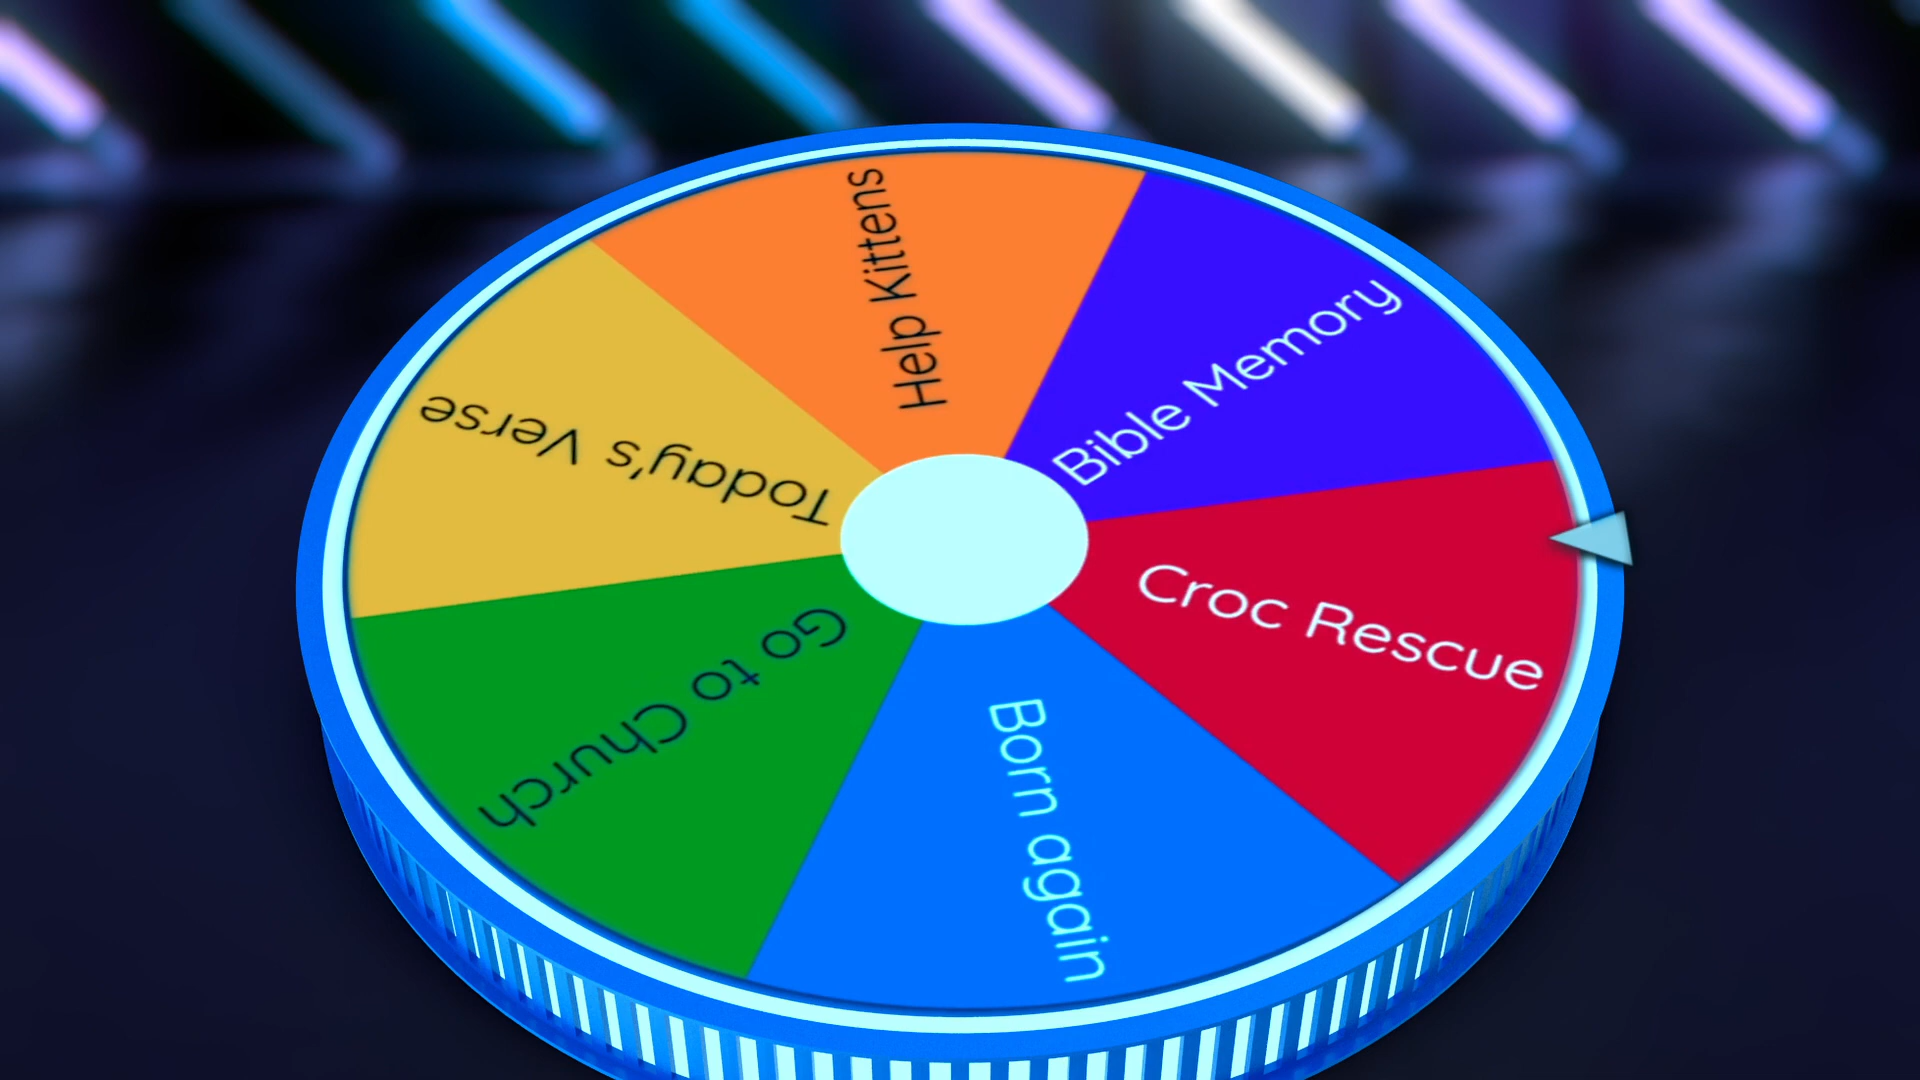 Help Kittens
Bible Memory
Croc Rescue
Born again
Go to Church
Today's Verse